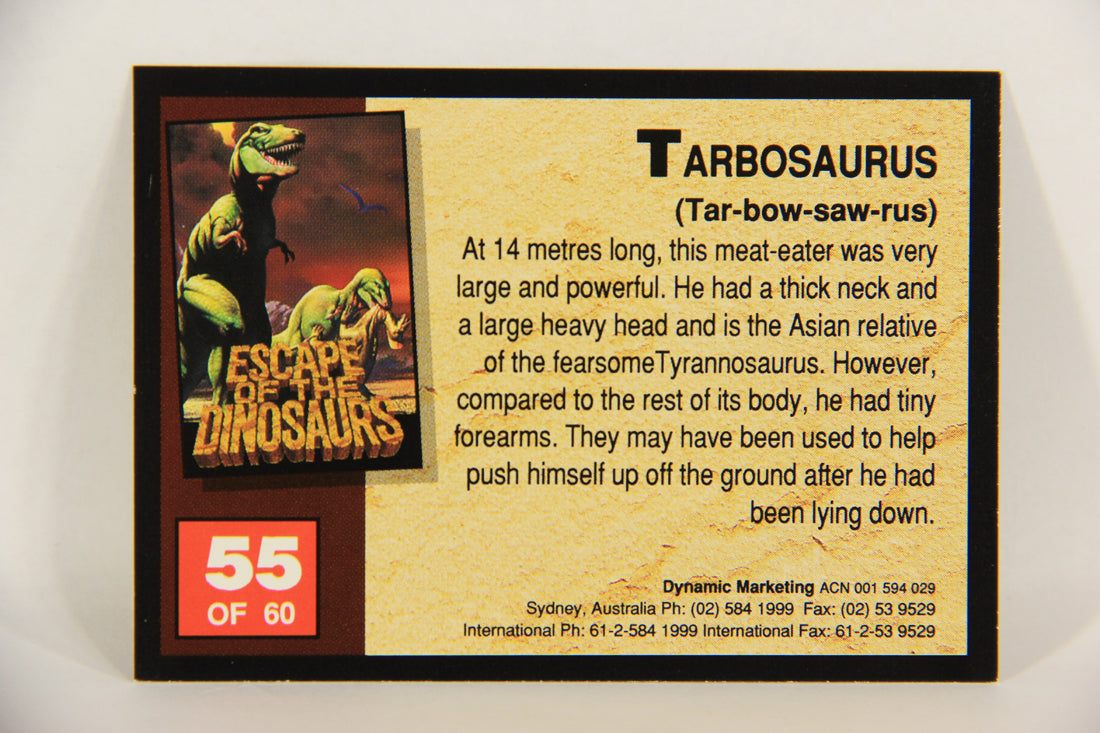 ESCAPE
OF THE
DINOSAURS
55
OF 60
TARBOSAURUS
(Tar-bow-saw-rus)
At 14 metres long, this meat-eater was very
large and powerful. He had a thick neck and
a large heavy head and is the Asian relative
of the fearsomeTyrannosaurus. However,
compared to the rest of its body, he had tiny
forearms. They may have been used to help
push himself up off the ground after he had
been lying down.
Dynamic Marketing ACN 001 594 029
Sydney, Australia Ph: (02) 584 1999 Fax: (02) 53 9529
International Ph: 61-2-584 1999 International Fax: 61-2-53 9529